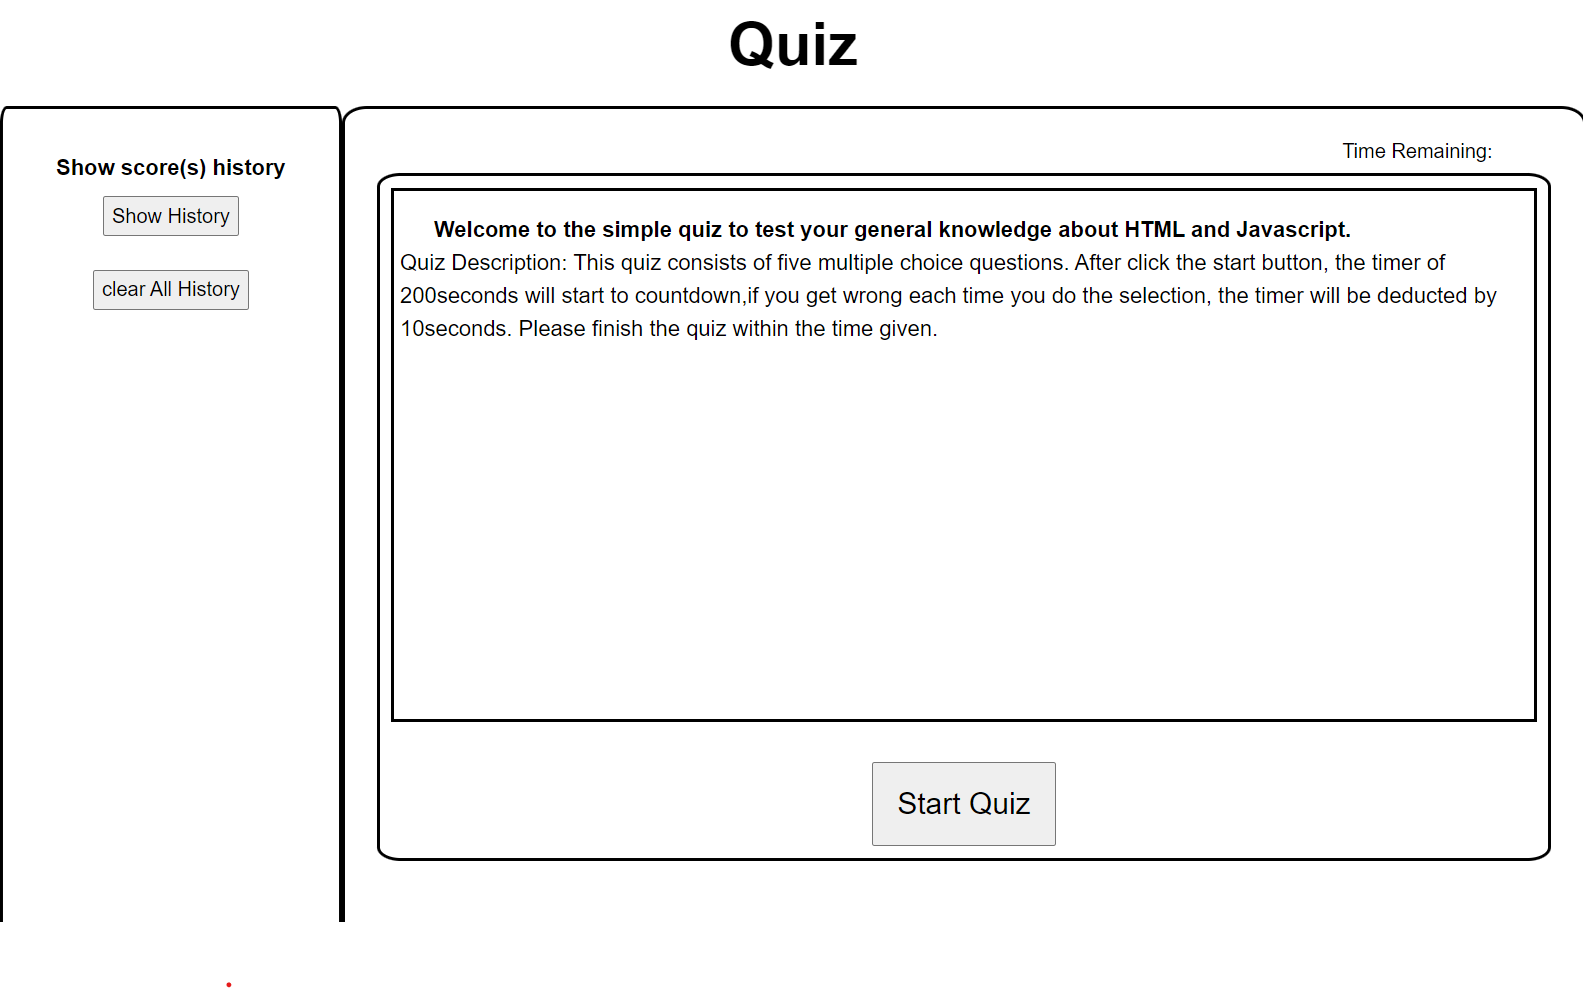 Quiz
Show score(s) history
Show History
clear All History
Time Remaining:
Welcome to the simple quiz to test your general knowledge about HTML and Javascript.
Quiz Description: This quiz consists of five multiple choice questions. After click the start button, the timer of
200seconds will start to countdown,if you get wrong each time you do the selection, the timer will be deducted by
10seconds. Please finish the quiz within the time given.
Start Quiz